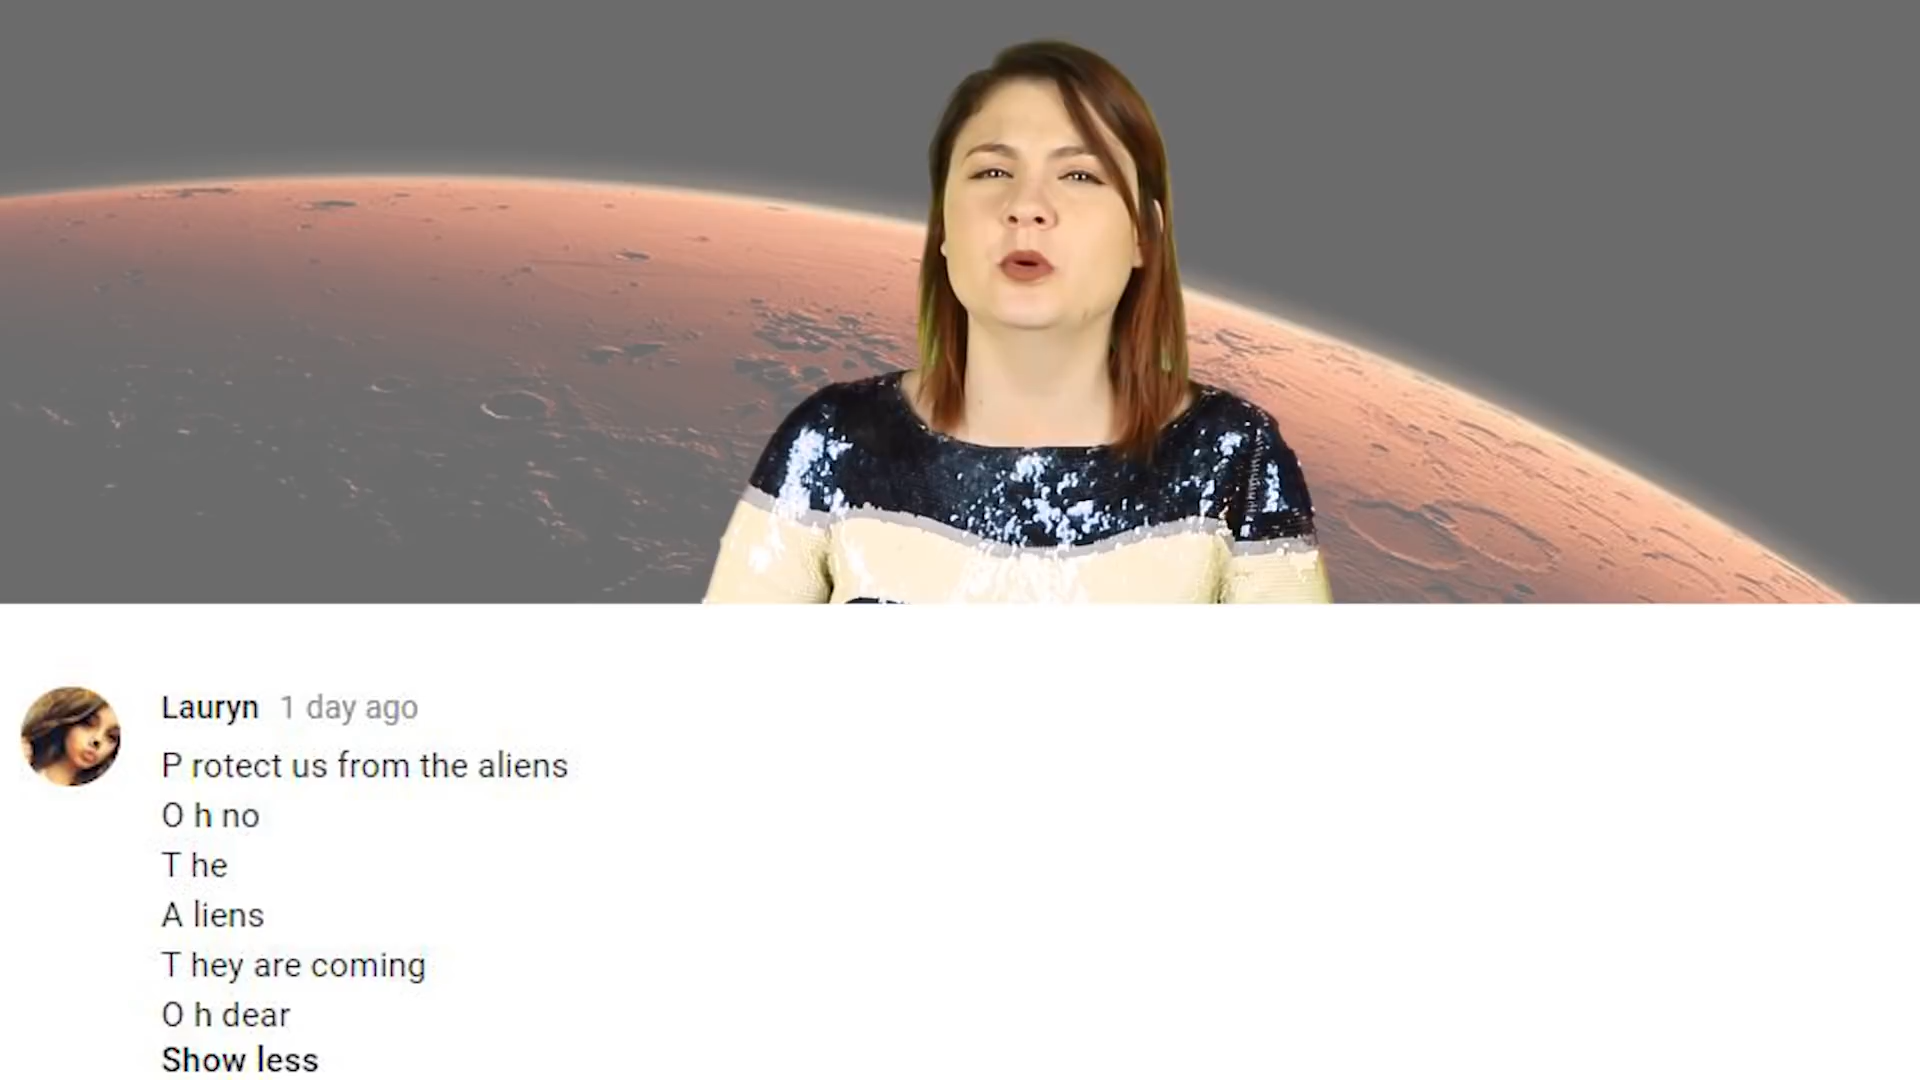 Lauryn 1 day ago
P rotect us from the aliens
O h no
T he
A liens
T hey are coming
O h dear
Show less